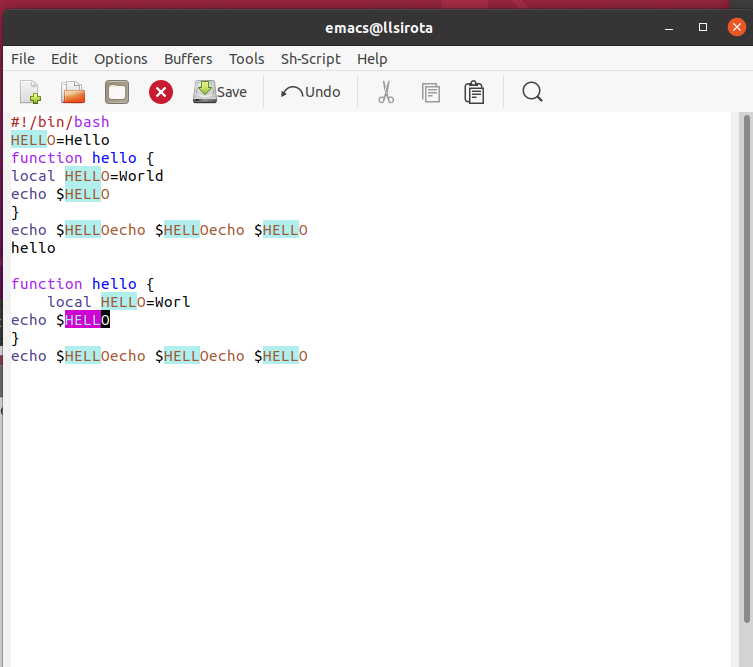 emacs@llsirota
File Edit Options Buffers Tools Sh-Script Help
Save Undo
#!/bin/bash
HELLO=Hello
function hello {
local HELLO=World
echo $HELLO
}
echo $HELLOecho $HELLOecho $HELLO
hello

function hello {
    local HELLO=Worl
echo $HELLO
}
echo $HELLOecho $HELLOecho $HELLO